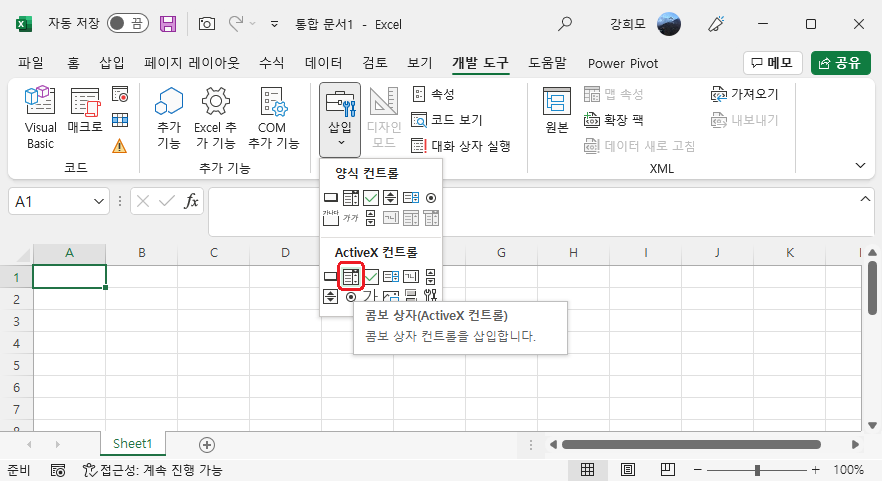 자동 저장 끔 통합 문서1 - Excel 강희모
파일 홈 삽입 페이지 레이아웃 수식 데이터 검토 보기 개발 도구 도움말 Power Pivot 메모 공유
Visual Basic
매크로
코드
추가 기능
Excel 추가 기능
COM 추가 기능
추가 기능
삽입
디자인 모드
속성
코드 보기
대화 상자 실행
원본
맵 속성
확장 팩
데이터 새로 고침
가져오기
내보내기
XML
양식 컨트롤
가나다 가가
ActiveX 컨트롤
가
콤보 상자(ActiveX 컨트롤)
콤보 상자 컨트롤을 삽입합니다.
A1 fx
A B C D G H I J K
1
2
3
4
5
6
7
8
Sheet1
준비 접근성: 계속 진행 가능 100%